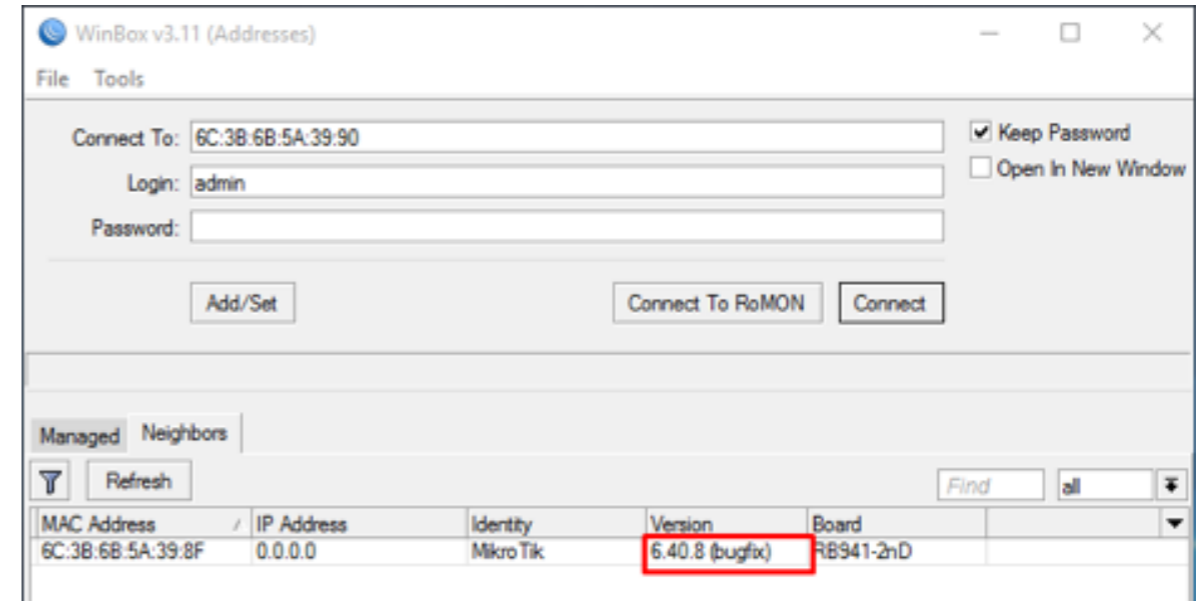 WinBox v3.11 (Addresses)
File Tools
Connect To: 6C:3B:6B:5A:39:90
Keep Password
Open In New Window
Login: admin
Password:
Add/Set Connect To RoMON Connect
Managed Neighbors
Refresh Find all
MAC Address / IP Address Identity Version Board
6C:3B:6B:5A:39:8F 0.0.0.0 MikroTik 6.40.8 (bugfix) RB941-2nD